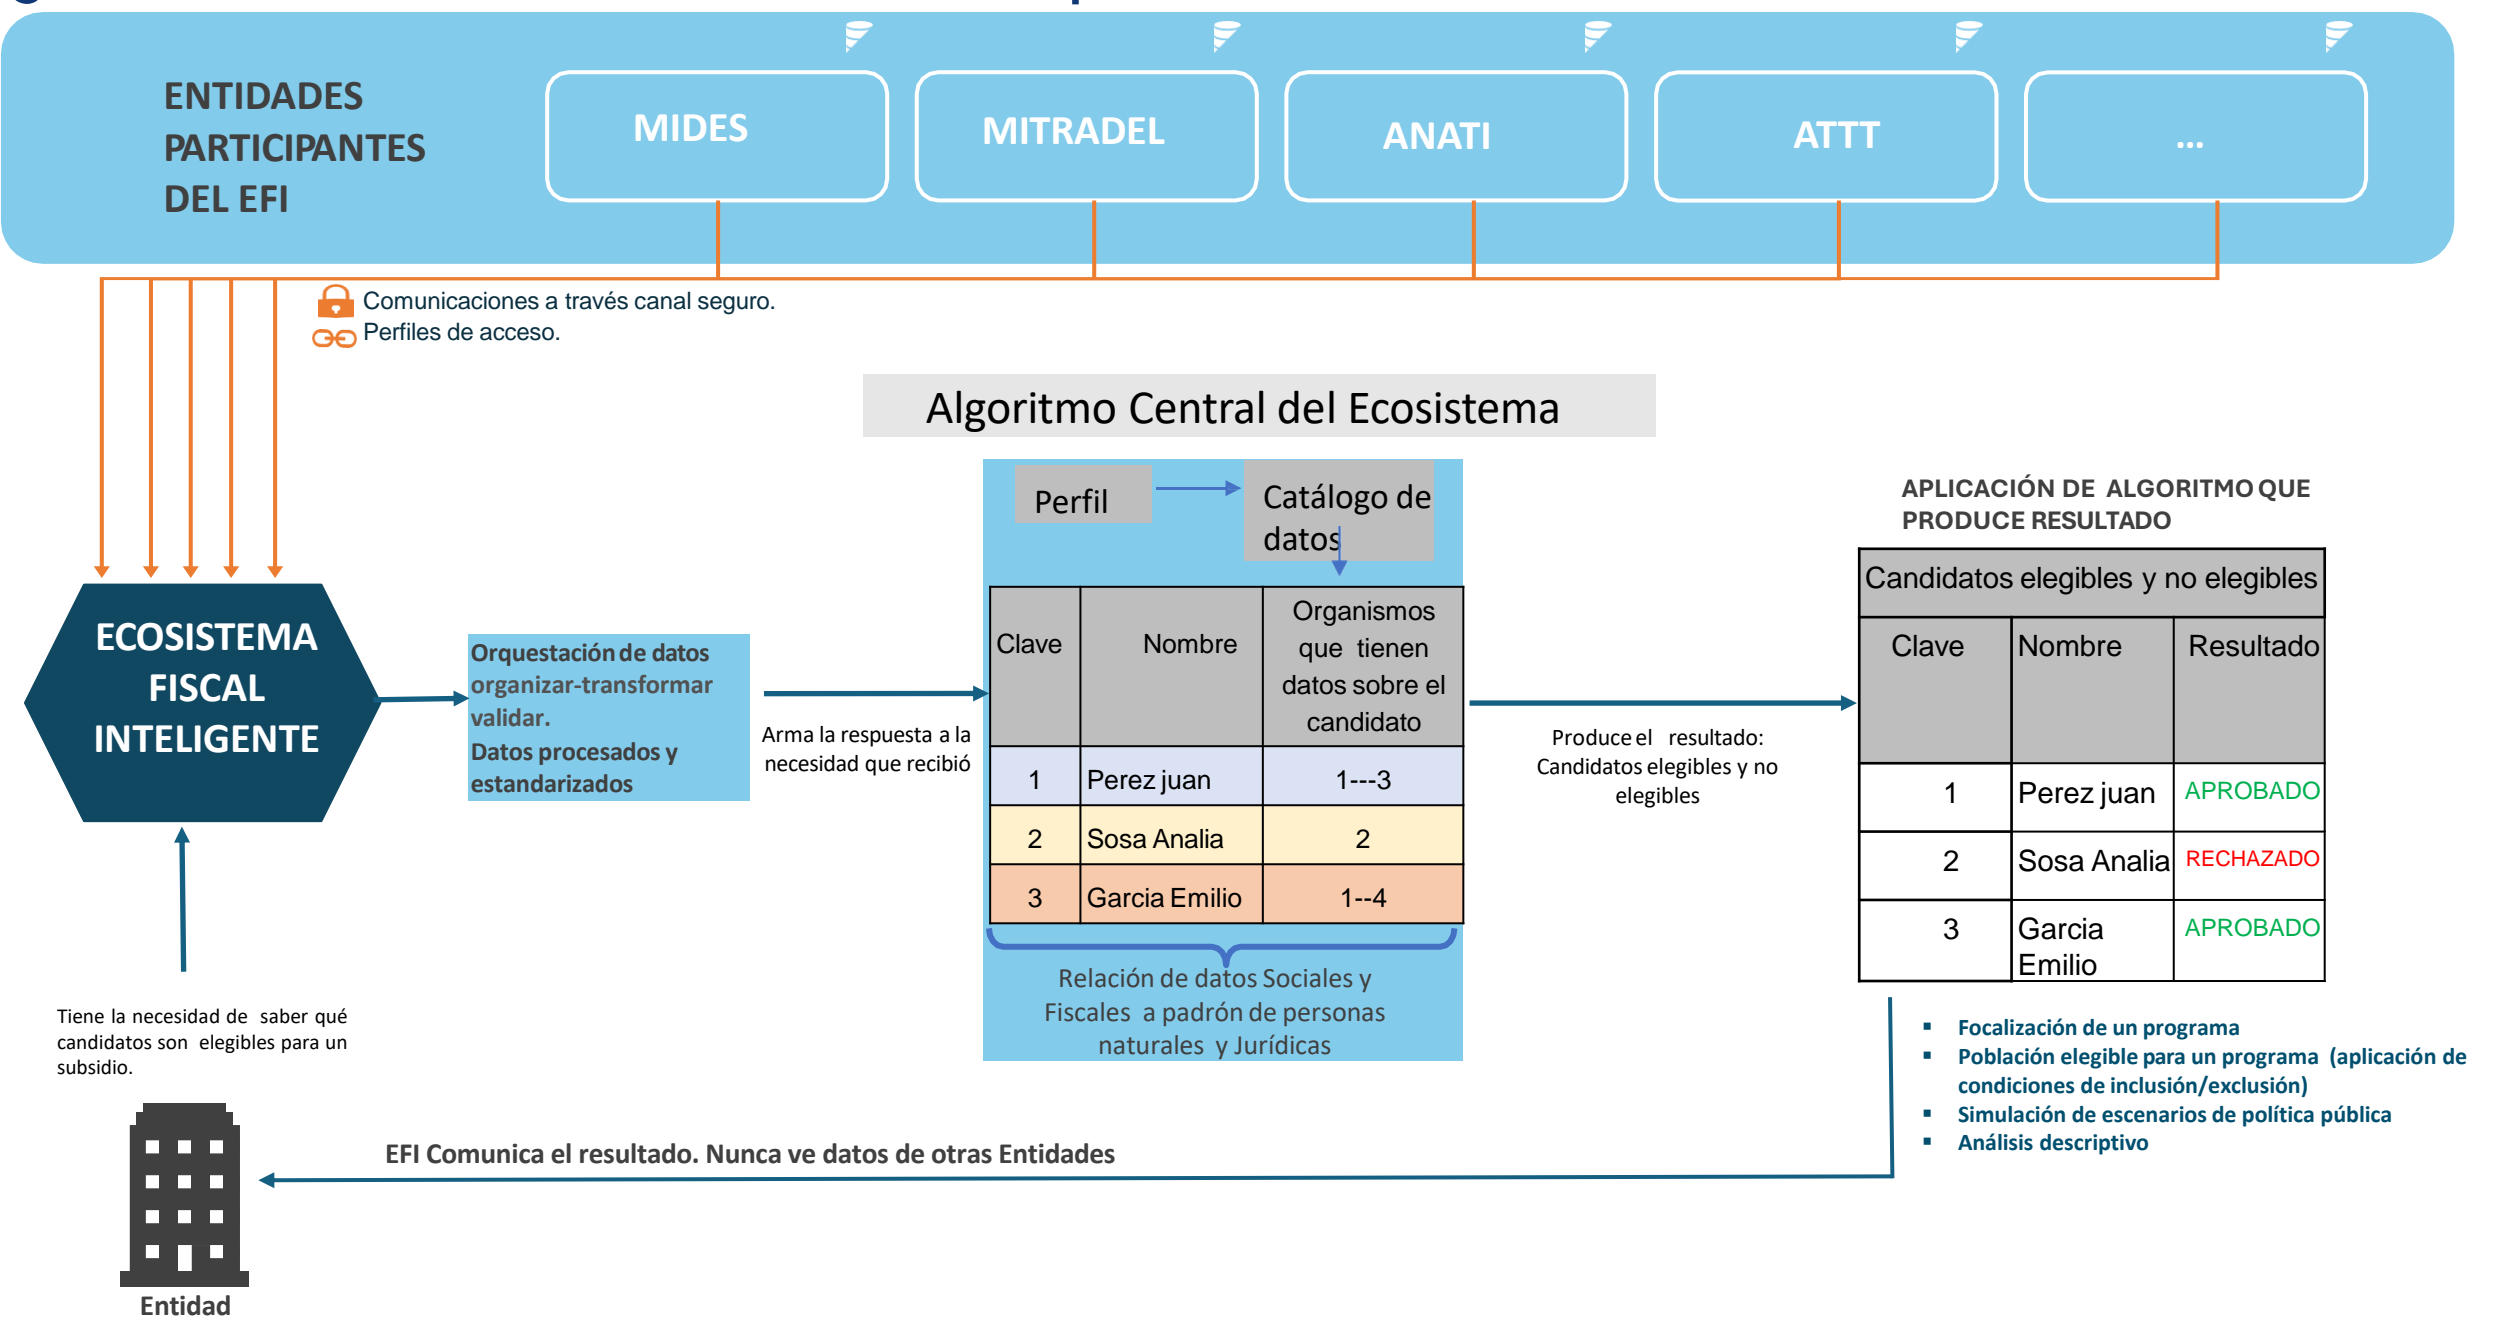 ENTIDADES
PARTICIPANTES
DEL EFI
MIDES
MITRADEL
ANATI
ATTT
...
Comunicaciones a través canal seguro.
Perfiles de acceso.
Algoritmo Central del Ecosistema
Perfil
Catálogo de
datos
APLICACIÓN DE ALGORITMO QUE
PRODUCE RESULTADO
ECOSISTEMA
FISCAL
INTELIGENTE
Orquestación de datos
organizar-transformar
validar.
Datos procesados y
estandarizados
Arma la respuesta a la
necesidad que recibió
Clave
Nombre
Organismos
que tienen
datos sobre el
candidato
1
Perez juan
1---3
2
Sosa Analia
2
3
Garcia Emilio
1--4
Relación de datos Sociales y
Fiscales a padrón de personas
naturales y Jurídicas
Produce el resultado:
Candidatos elegibles y no
elegibles
Candidatos elegibles y no elegibles
Clave
Nombre
Resultado
1
Perez juan
APROBADO
2
Sosa Analia
RECHAZADO
3
Garcia
Emilio
APROBADO
▪ Focalización de un programa
▪ Población elegible para un programa (aplicación de
condiciones de inclusión/exclusión)
▪ Simulación de escenarios de política pública
▪ Análisis descriptivo
Tiene la necesidad de saber qué
candidatos son elegibles para un
subsidio.
EFI Comunica el resultado. Nunca ve datos de otras Entidades
Entidad